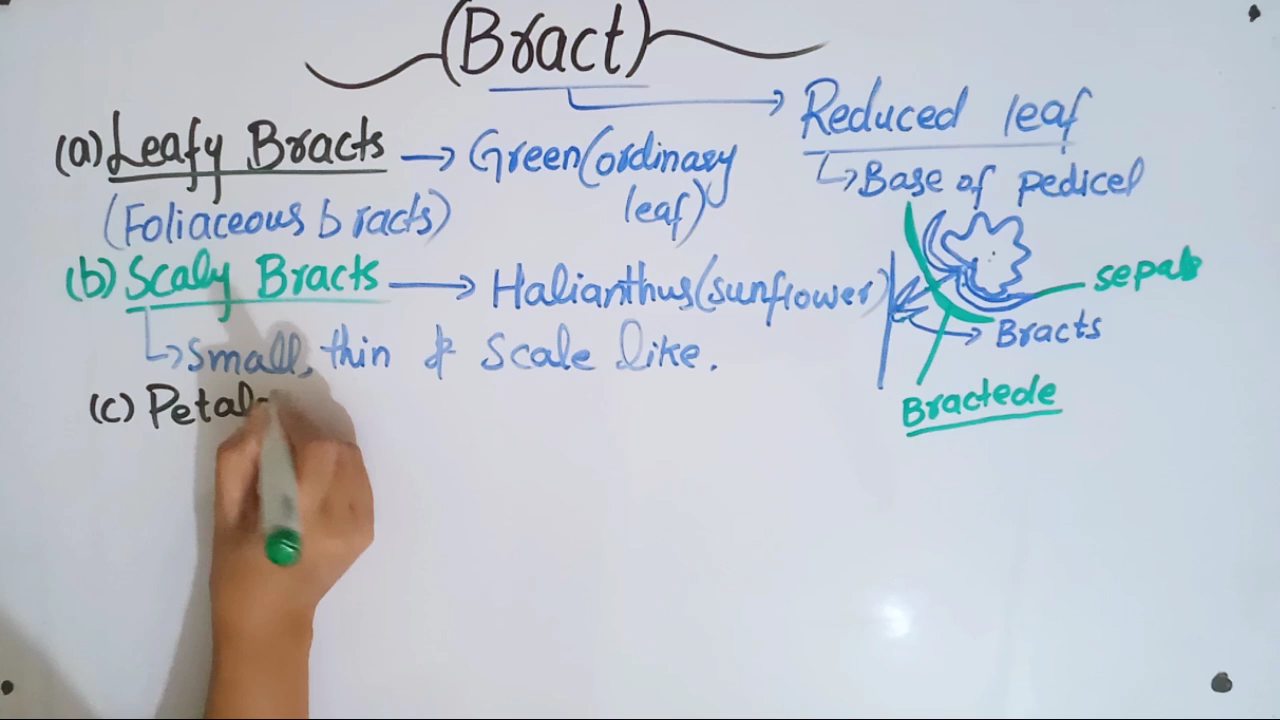 (Bract)
Reduced leaf
(a) Leafy Bracts → Green (ordinary
leaf)
Base of pedicel
(Foliaceous bracts)
(b) Scaly Bracts → Halianthus (sunflower)
sepals
Bracts
Small, thin & Scale like.
Bracteole
(c) Petal